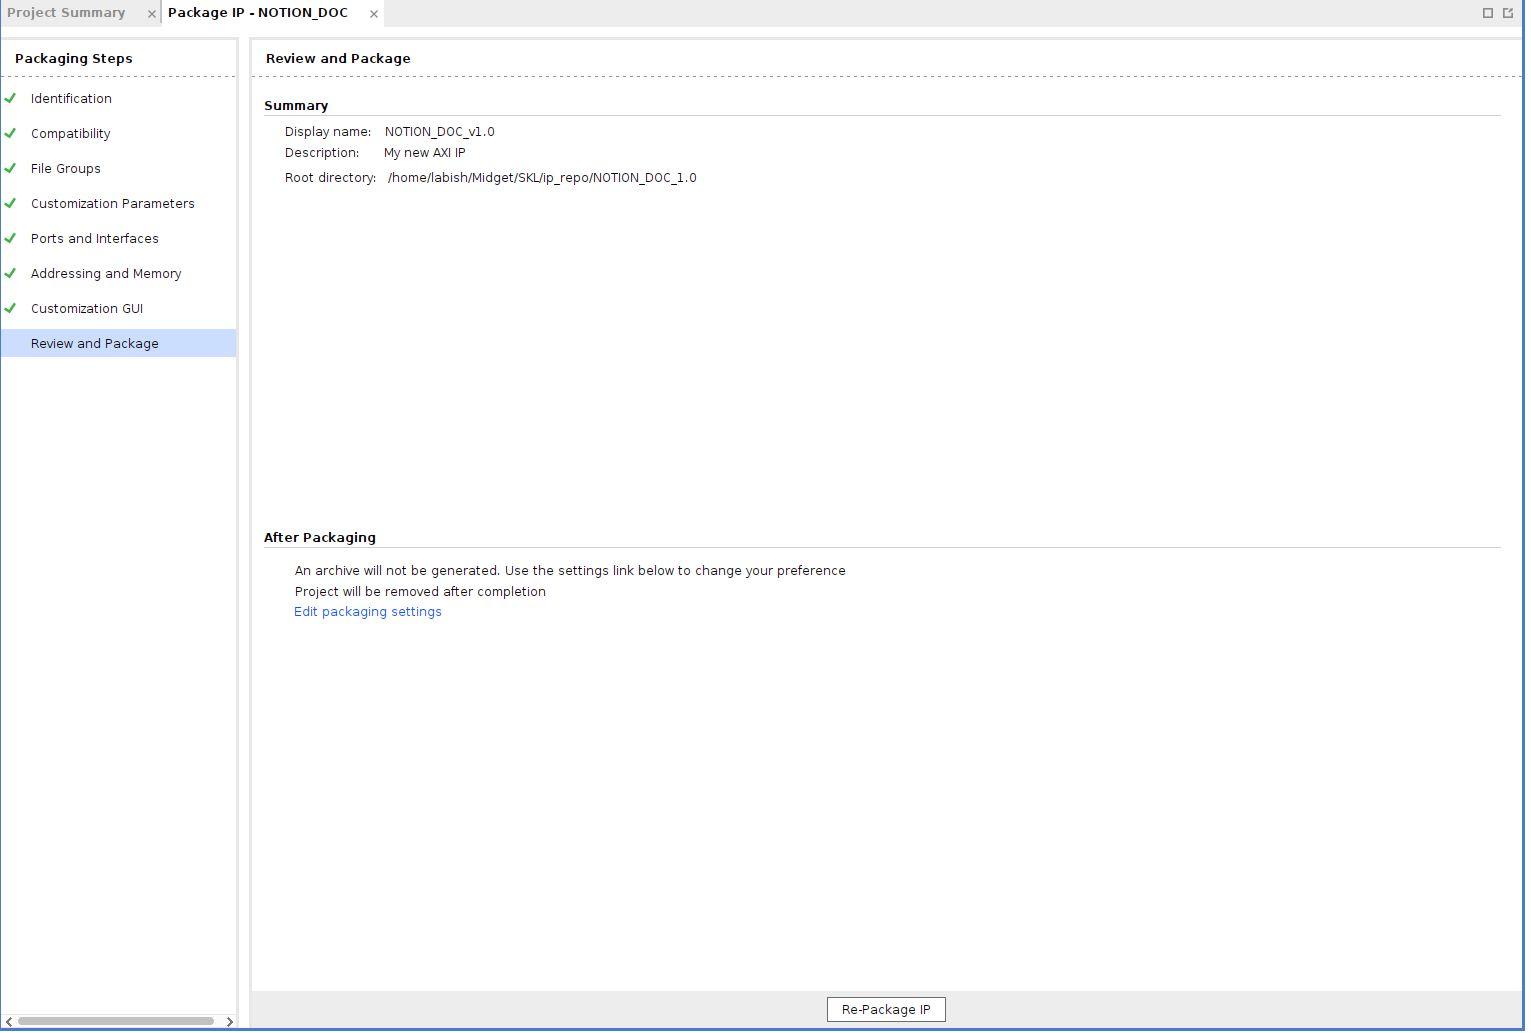 Project Summary
Package IP - NOTION_DOC
Packaging Steps
Identification
Compatibility
File Groups
Customization Parameters
Ports and Interfaces
Addressing and Memory
Customization GUI
Review and Package
Review and Package
Summary
Display name: NOTION_DOC_v1.0
Description: My new AXI IP
Root directory: /home/labish/Midget/SKL/ip_repo/NOTION_DOC_1.0
After Packaging
An archive will not be generated. Use the settings link below to change your preference
Project will be removed after completion
Edit packaging settings
Re-Package IP